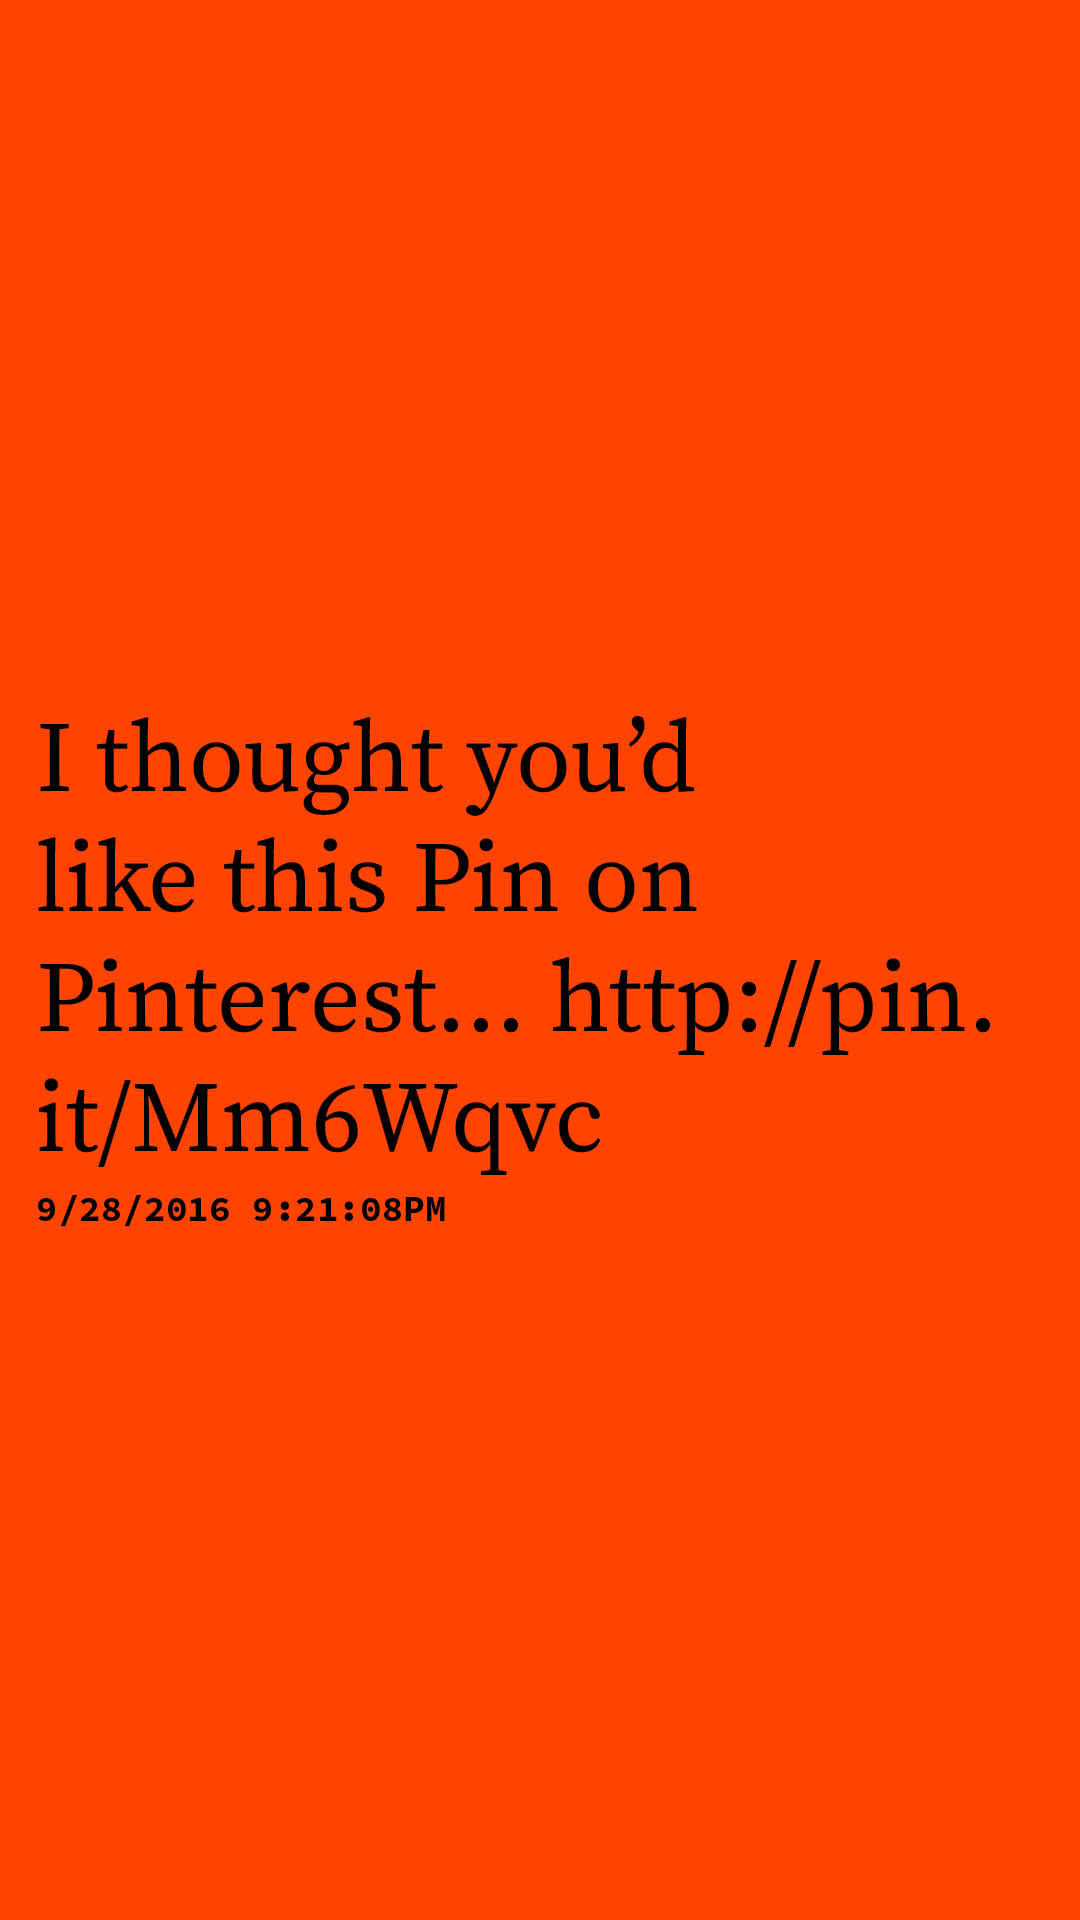 I thought you’d
like this Pin on
Pinterest... http://pin.
it/Mm6Wqvc
9/28/2016 9:21:08PM